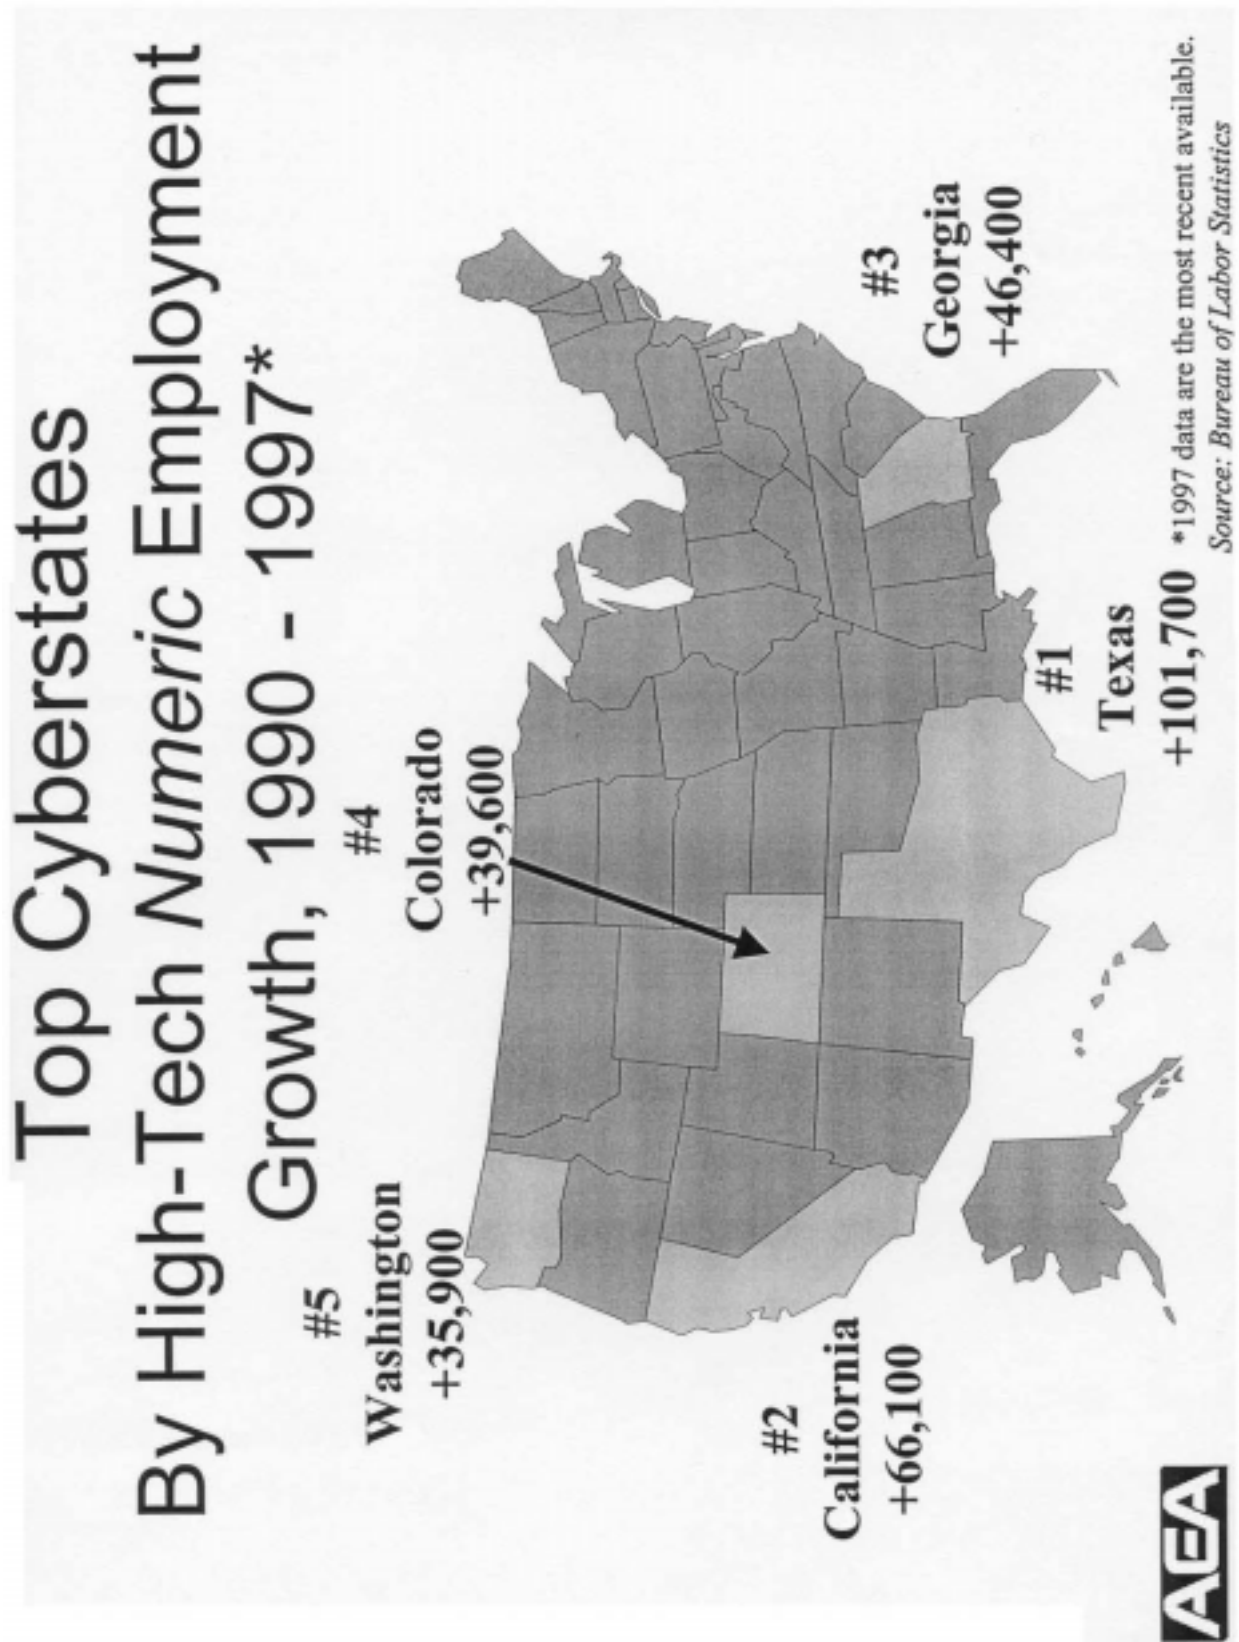 Top Cyberstates
By High-Tech Numeric Employment
Growth, 1990 - 1997*
#5
Washington
+35,900
#4
Colorado
+39,600
#2
California
+66,100
#3
Georgia
+46,400
#1
Texas
+101,700
*1997 data are the most recent available.
Source: Bureau of Labor Statistics
AEA